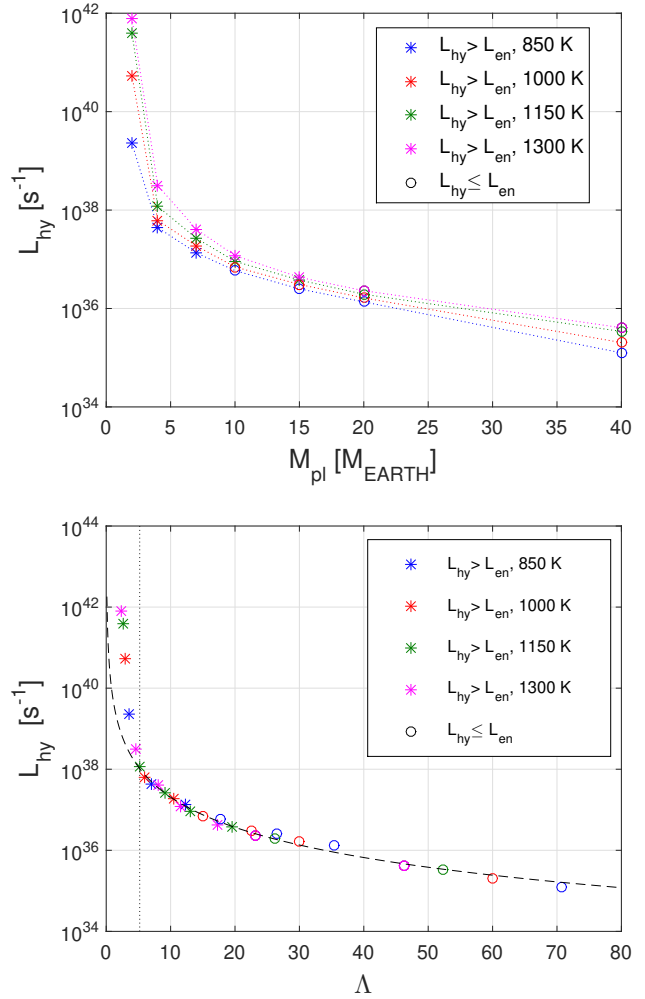 10^42
10^40
10^38
10^36
10^34
L_hy [s^-1]
L_hy > L_en, 850 K
L_hy > L_en, 1000 K
L_hy > L_en, 1150 K
L_hy > L_en, 1300 K
L_hy ≤ L_en
0 5 10 15 20 25 30 35 40
M_pl [M_EARTH]
10^44
10^42
10^40
10^38
10^36
10^34
L_hy [s^-1]
L_hy > L_en, 850 K
L_hy > L_en, 1000 K
L_hy > L_en, 1150 K
L_hy > L_en, 1300 K
L_hy ≤ L_en
0 10 20 30 40 50 60 70 80
Λ